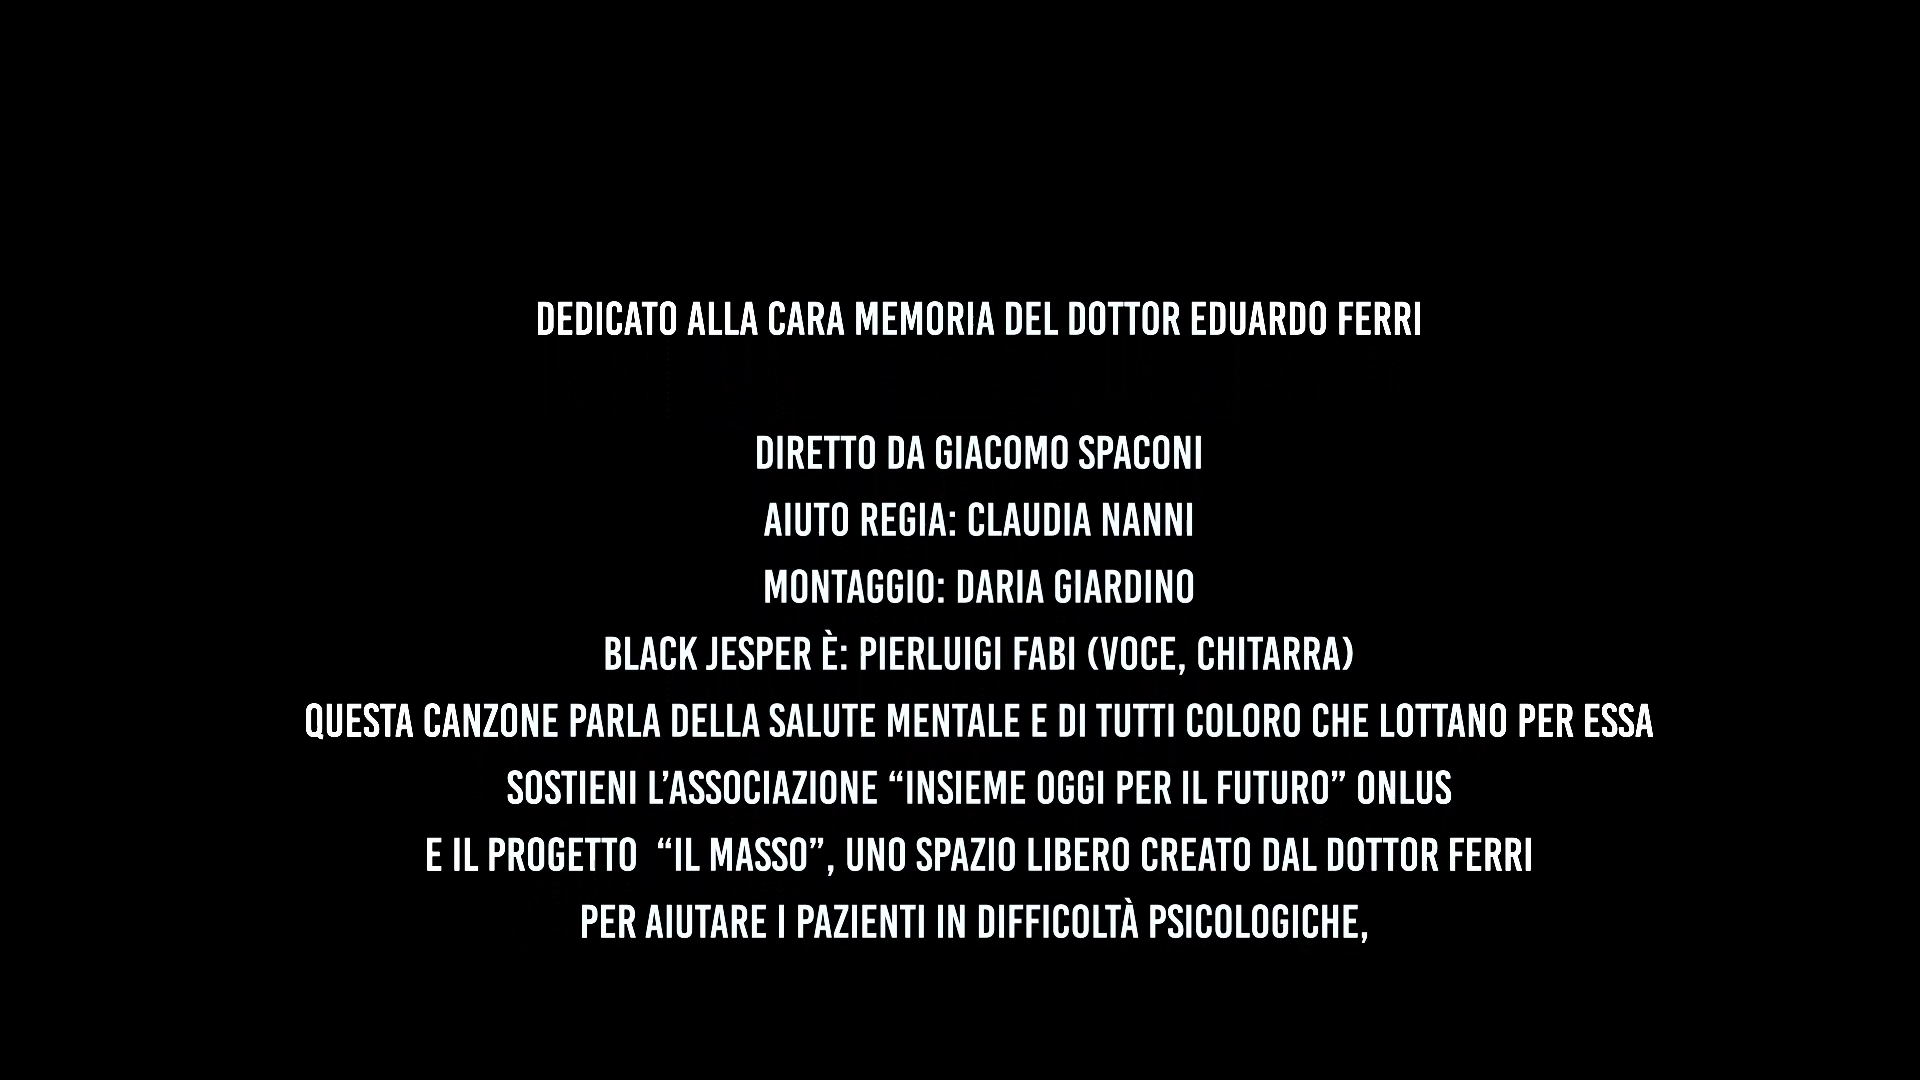 DEDICATO ALLA CARA MEMORIA DEL DOTTOR EDUARDO FERRI
DIRETTO DA GIACOMO SPACONI
AIUTO REGIA: CLAUDIA NANNI
MONTAGGIO: DARIA GIARDINO
BLACK JESPER È: PIERLUIGI FABI (VOCE, CHITARRA)
QUESTA CANZONE PARLA DELLA SALUTE MENTALE E DI TUTTI COLORO CHE LOTTANO PER ESSA
SOSTIENI L’ASSOCIAZIONE “INSIEME OGGI PER IL FUTURO” ONLUS
E IL PROGETTO “IL MASSO”, UNO SPAZIO LIBERO CREATO DAL DOTTOR FERRI
PER AIUTARE I PAZIENTI IN DIFFICOLTÀ PSICOLOGICHE,